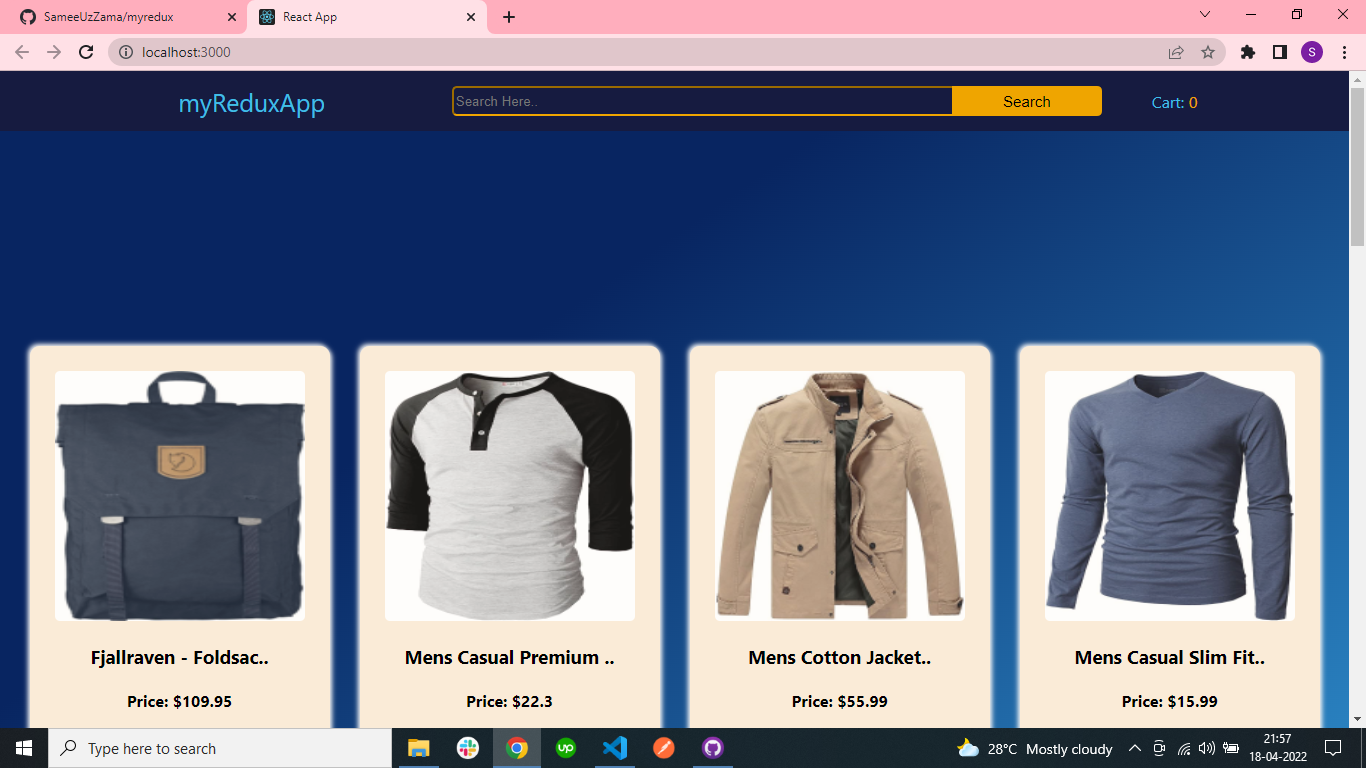 SameeUzZama/myredux
React App
localhost:3000
S
myReduxApp
Search Here..
Search
Cart: 0
Fjallraven - Foldsac..
Mens Casual Premium ..
Mens Cotton Jacket..
Mens Casual Slim Fit..
Price: $109.95
Price: $22.3
Price: $55.99
Price: $15.99
Type here to search
up
28°C Mostly cloudy
21:57
18-04-2022